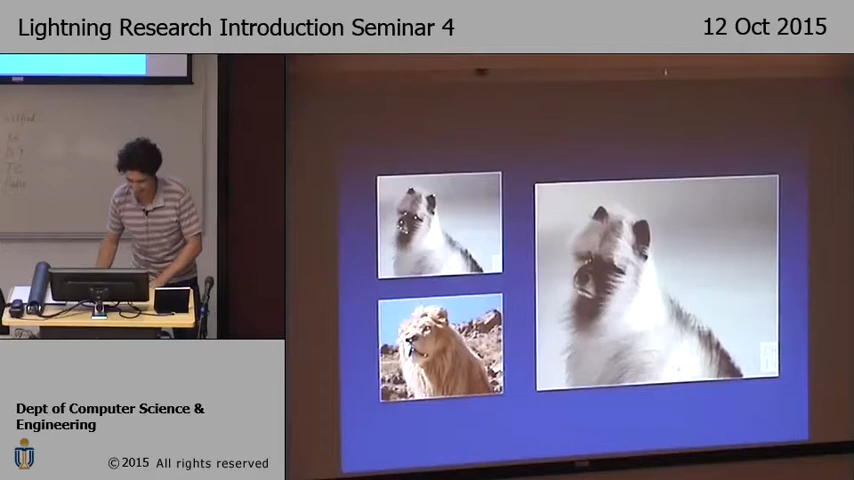 Lightning Research Introduction Seminar 4
12 Oct 2015
Dept of Computer Science &
Engineering
©2015 All rights reserved